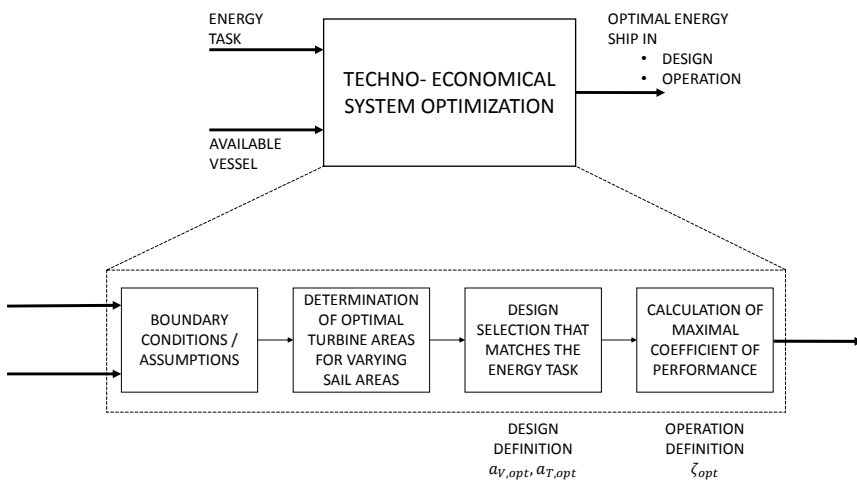 ENERGY
TASK
AVAILABLE
VESSEL
TECHNO- ECONOMICAL
SYSTEM OPTIMIZATION
OPTIMAL ENERGY
SHIP IN
• DESIGN
• OPERATION
BOUNDARY
CONDITIONS /
ASSUMPTIONS
DETERMINATION
OF OPTIMAL
TURBINE AREAS
FOR VARYING
SAIL AREAS
DESIGN
SELECTION THAT
MATCHES THE
ENERGY TASK
CALCULATION OF
MAXIMAL
COEFFICIENT OF
PERFORMANCE
DESIGN
DEFINITION
a_{V,opt}, a_{T,opt}
OPERATION
DEFINITION
ζ_{opt}